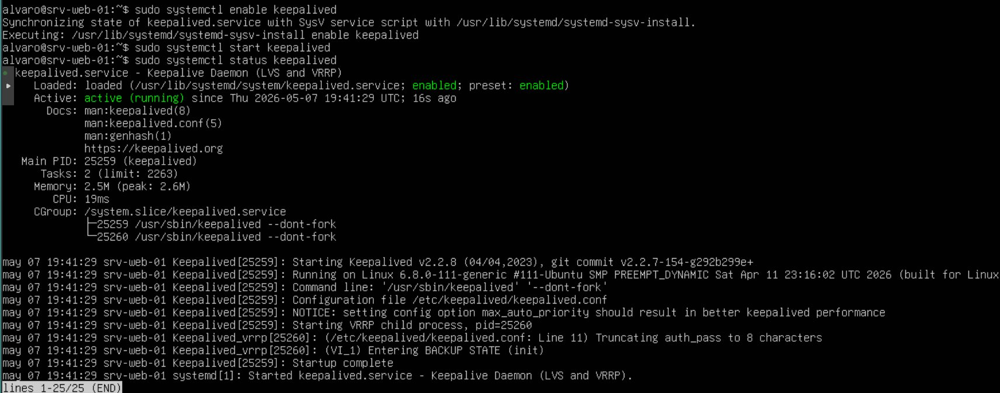 alvaro@srv-web-01:~$ sudo systemctl enable keepalived
Synchronizing state of keepalived.service with SysV service script with /usr/lib/systemd/systemd-sysv-install.
Executing: /usr/lib/systemd/systemd-sysv-install enable keepalived
alvaro@srv-web-01:~$ sudo systemctl start keepalived
alvaro@srv-web-01:~$ sudo systemctl status keepalived
● keepalived.service - Keepalive Daemon (LVS and VRRP)
     Loaded: loaded (/usr/lib/systemd/system/keepalived.service; enabled; preset: enabled)
     Active: active (running) since Thu 2026-05-07 19:41:29 UTC; 16s ago
       Docs: man:keepalived(8)
             man:keepalived.conf(5)
             man:genhash(1)
             https://keepalived.org
   Main PID: 25259 (keepalived)
      Tasks: 2 (limit: 2263)
     Memory: 2.5M (peak: 2.6M)
        CPU: 19ms
     CGroup: /system.slice/keepalived.service
             ├─25259 /usr/sbin/keepalived --dont-fork
             └─25260 /usr/sbin/keepalived --dont-fork
may 07 19:41:29 srv-web-01 Keepalived[25259]: Starting Keepalived v2.2.8 (04/04,2023), git commit v2.2.7-154-g292b299e+
may 07 19:41:29 srv-web-01 Keepalived[25259]: Running on Linux 6.8.0-111-generic #111-Ubuntu SMP PREEMPT_DYNAMIC Sat Apr 11 23:16:02 UTC 2026 (built for Linux
may 07 19:41:29 srv-web-01 Keepalived[25259]: Command line: '/usr/sbin/keepalived' '--dont-fork'
may 07 19:41:29 srv-web-01 Keepalived[25259]: Configuration file /etc/keepalived/keepalived.conf
may 07 19:41:29 srv-web-01 Keepalived[25259]: NOTICE: setting config option max_auto_priority should result in better keepalived performance
may 07 19:41:29 srv-web-01 Keepalived[25259]: Starting VRRP child process, pid=25260
may 07 19:41:29 srv-web-01 Keepalived_vrrp[25260]: (/etc/keepalived/keepalived.conf: Line 11) Truncating auth_pass to 8 characters
may 07 19:41:29 srv-web-01 Keepalived_vrrp[25260]: (VI_1) Entering BACKUP STATE (init)
may 07 19:41:29 srv-web-01 Keepalived[25259]: Startup complete
may 07 19:41:29 srv-web-01 systemd[1]: Started keepalived.service - Keepalive Daemon (LVS and VRRP).
lines 1-25/25 (END)